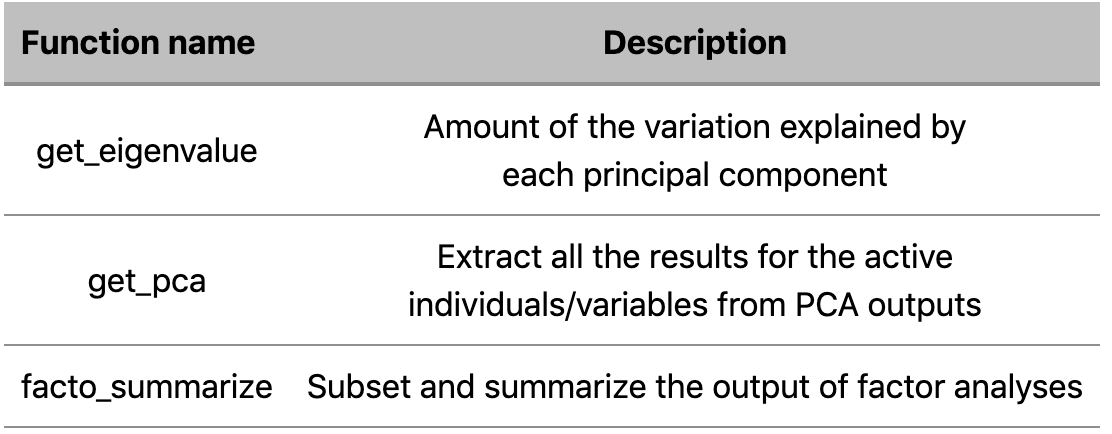 Function name Description
get_eigenvalue Amount of the variation explained by
each principal component
get_pca Extract all the results for the active
individuals/variables from PCA outputs
facto_summarize Subset and summarize the output of factor analyses